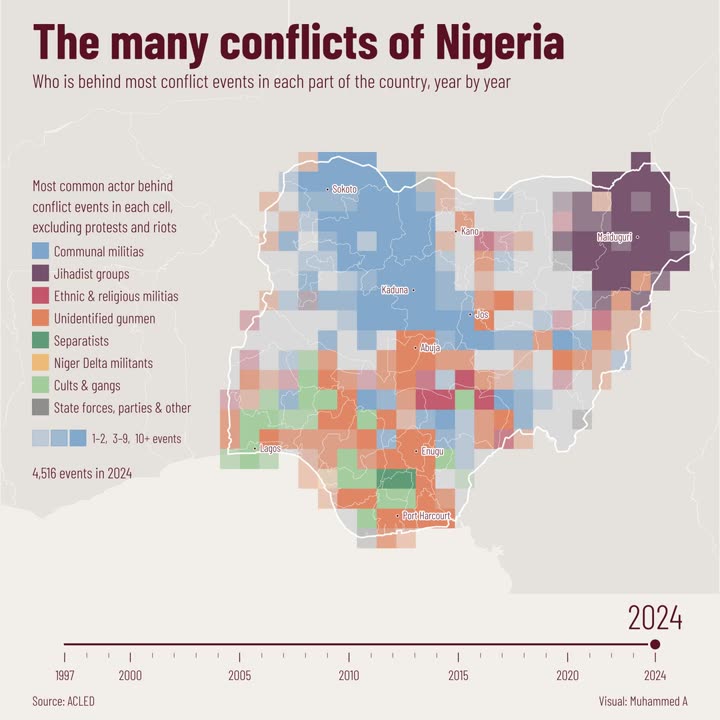 The many conflicts of Nigeria
Who is behind most conflict events in each part of the country, year by year
Most common actor behind
conflict events in each cell,
excluding protests and riots
Communal militias
Jihadist groups
Ethnic & religious militias
Unidentified gunmen
Separatists
Niger Delta militants
Cults & gangs
State forces, parties & other
1–2, 3–9, 10+ events
4,516 events in 2024
Sokoto
Kano
Maiduguri
Kaduna
Jos
Abuja
Lagos
Enugu
Port Harcourt
2024
1997
2000
2005
2010
2015
2020
2024
Source: ACLED
Visual: Muhammed A